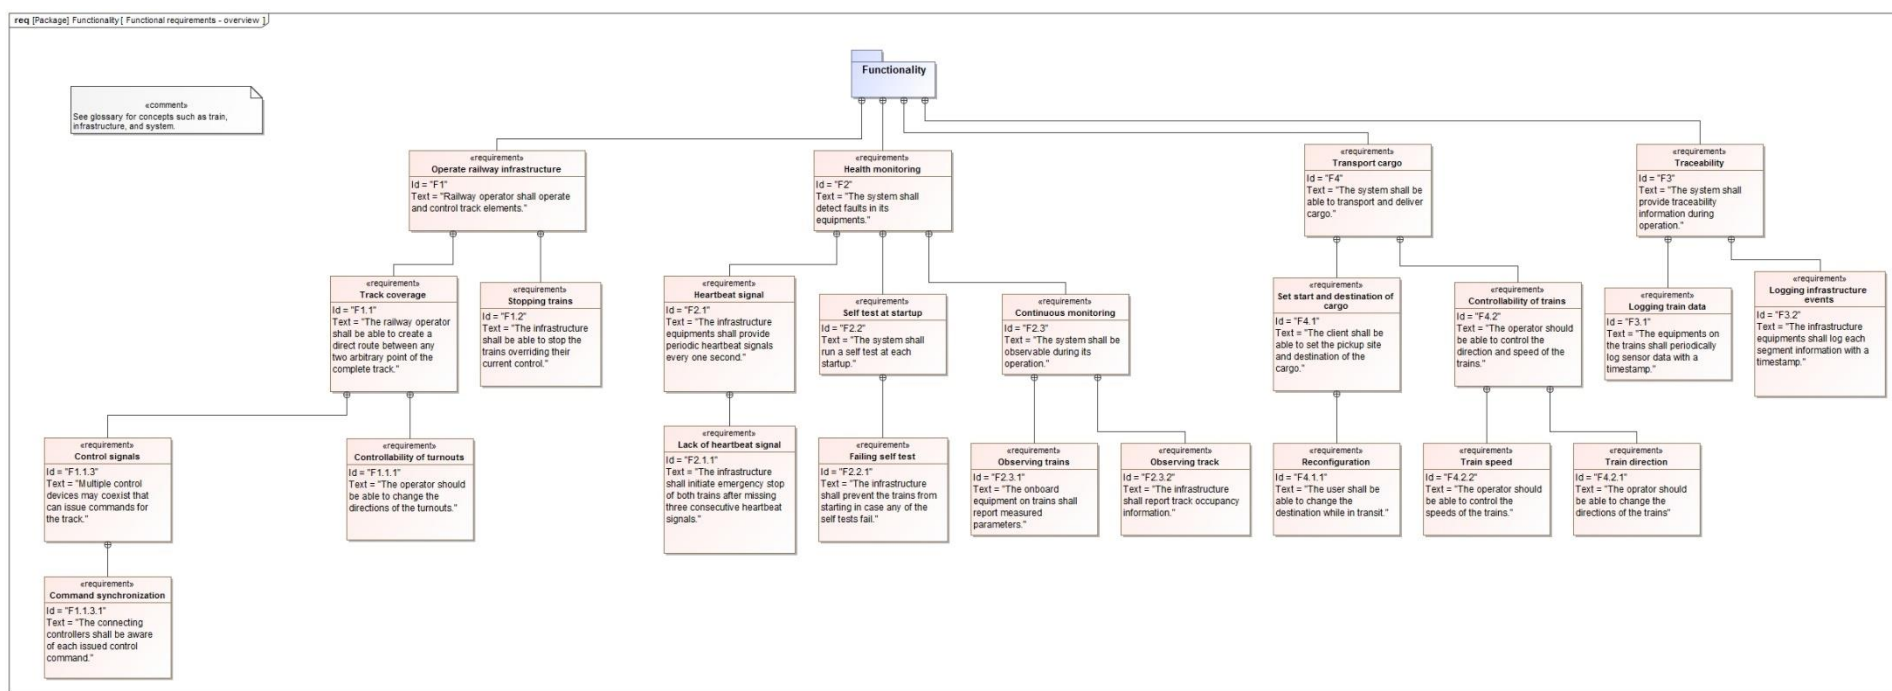 req [Package] Functionality [ Functional requirements - overview ]
«comment»
See glossary for concepts such as train,
infrastructure, and system.
Functionality
«requirement»
Operate railway infrastructure
Id = "F1"
Text = "Railway operator shall operate
and control track elements."
«requirement»
Health monitoring
Id = "F2"
Text = "The system shall
detect faults in its
equipments."
«requirement»
Transport cargo
Id = "F4"
Text = "The system shall be
able to transport and deliver
cargo."
«requirement»
Traceability
Id = "F3"
Text = "The system shall
provide traceability
information during
operation."
«requirement»
Track coverage
Id = "F1.1"
Text = "The railway operator
shall be able to create a
direct route between any
two arbitrary point of the
complete track."
«requirement»
Stopping trains
Id = "F1.2"
Text = "The infrastructure
shall be able to stop the
trains overriding their
current control."
«requirement»
Heartbeat signal
Id = "F2.1"
Text = "The infrastructure
equipments shall provide
periodic heartbeat signals
every one second."
«requirement»
Self test at startup
Id = "F2.2"
Text = "The system shall
run a self test at each
startup."
«requirement»
Continuous monitoring
Id = "F2.3"
Text = "The system shall be
observable during its
operation."
«requirement»
Set start and destination of
cargo
Id = "F4.1"
Text = "The client shall be
able to set the pickup site
and destination of the
cargo."
«requirement»
Controllability of trains
Id = "F4.2"
Text = "The operator should
be able to control the
direction and speed of the
trains."
«requirement»
Logging train data
Id = "F3.1"
Text = "The equipments on
the trains shall periodically
log sensor data with a
timestamp."
«requirement»
Logging infrastructure
events
Id = "F3.2"
Text = "The infrastructure
equipments shall log each
segment information with a
timestamp."
«requirement»
Control signals
Id = "F1.1.3"
Text = "Multiple control
devices may coexist that
can issue commands for
the track."
«requirement»
Controllability of turnouts
Id = "F1.1.1"
Text = "The operator should
be able to change the
directions of the turnouts."
«requirement»
Lack of heartbeat signal
Id = "F2.1.1"
Text = "The infrastructure
shall initiate emergency stop
of both trains after missing
three consecutive heartbeat
signals."
«requirement»
Failing self test
Id = "F2.2.1"
Text = "The infrastructure
shall prevent the trains from
starting in case any of the
self tests fail."
«requirement»
Observing trains
Id = "F2.3.1"
Text = "The onboard
equipment on trains shall
report measured
parameters."
«requirement»
Observing track
Id = "F2.3.2"
Text = "The infrastructure
shall report track occupancy
information."
«requirement»
Reconfiguration
Id = "F4.1.1"
Text = "The user shall be
able to change the
destination while in transit."
«requirement»
Train speed
Id = "F4.2.2"
Text = "The operator should
be able to control the
speeds of the trains."
«requirement»
Train direction
Id = "F4.2.1"
Text = "The oprator should
be able to change the
directions of the trains"
«requirement»
Command synchronization
Id = "F1.1.3.1"
Text = "The connecting
controllers shall be aware
of each issued control
command."